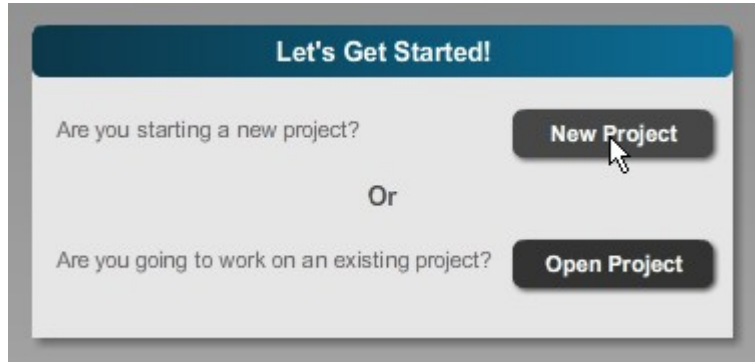 Let's Get Started!
Are you starting a new project?
New Project
Or
Are you going to work on an existing project?
Open Project